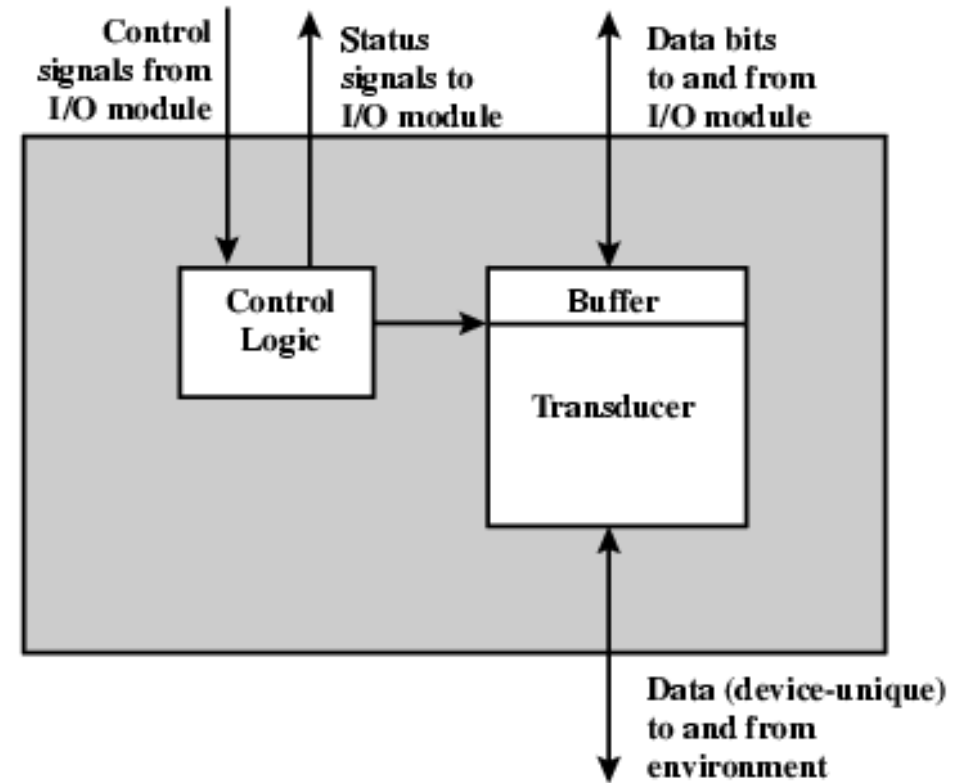 Control
signals from
I/O module
Status
signals to
I/O module
Data bits
to and from
I/O module
Control
Logic
Buffer
Transducer
Data (device-unique)
to and from
environment